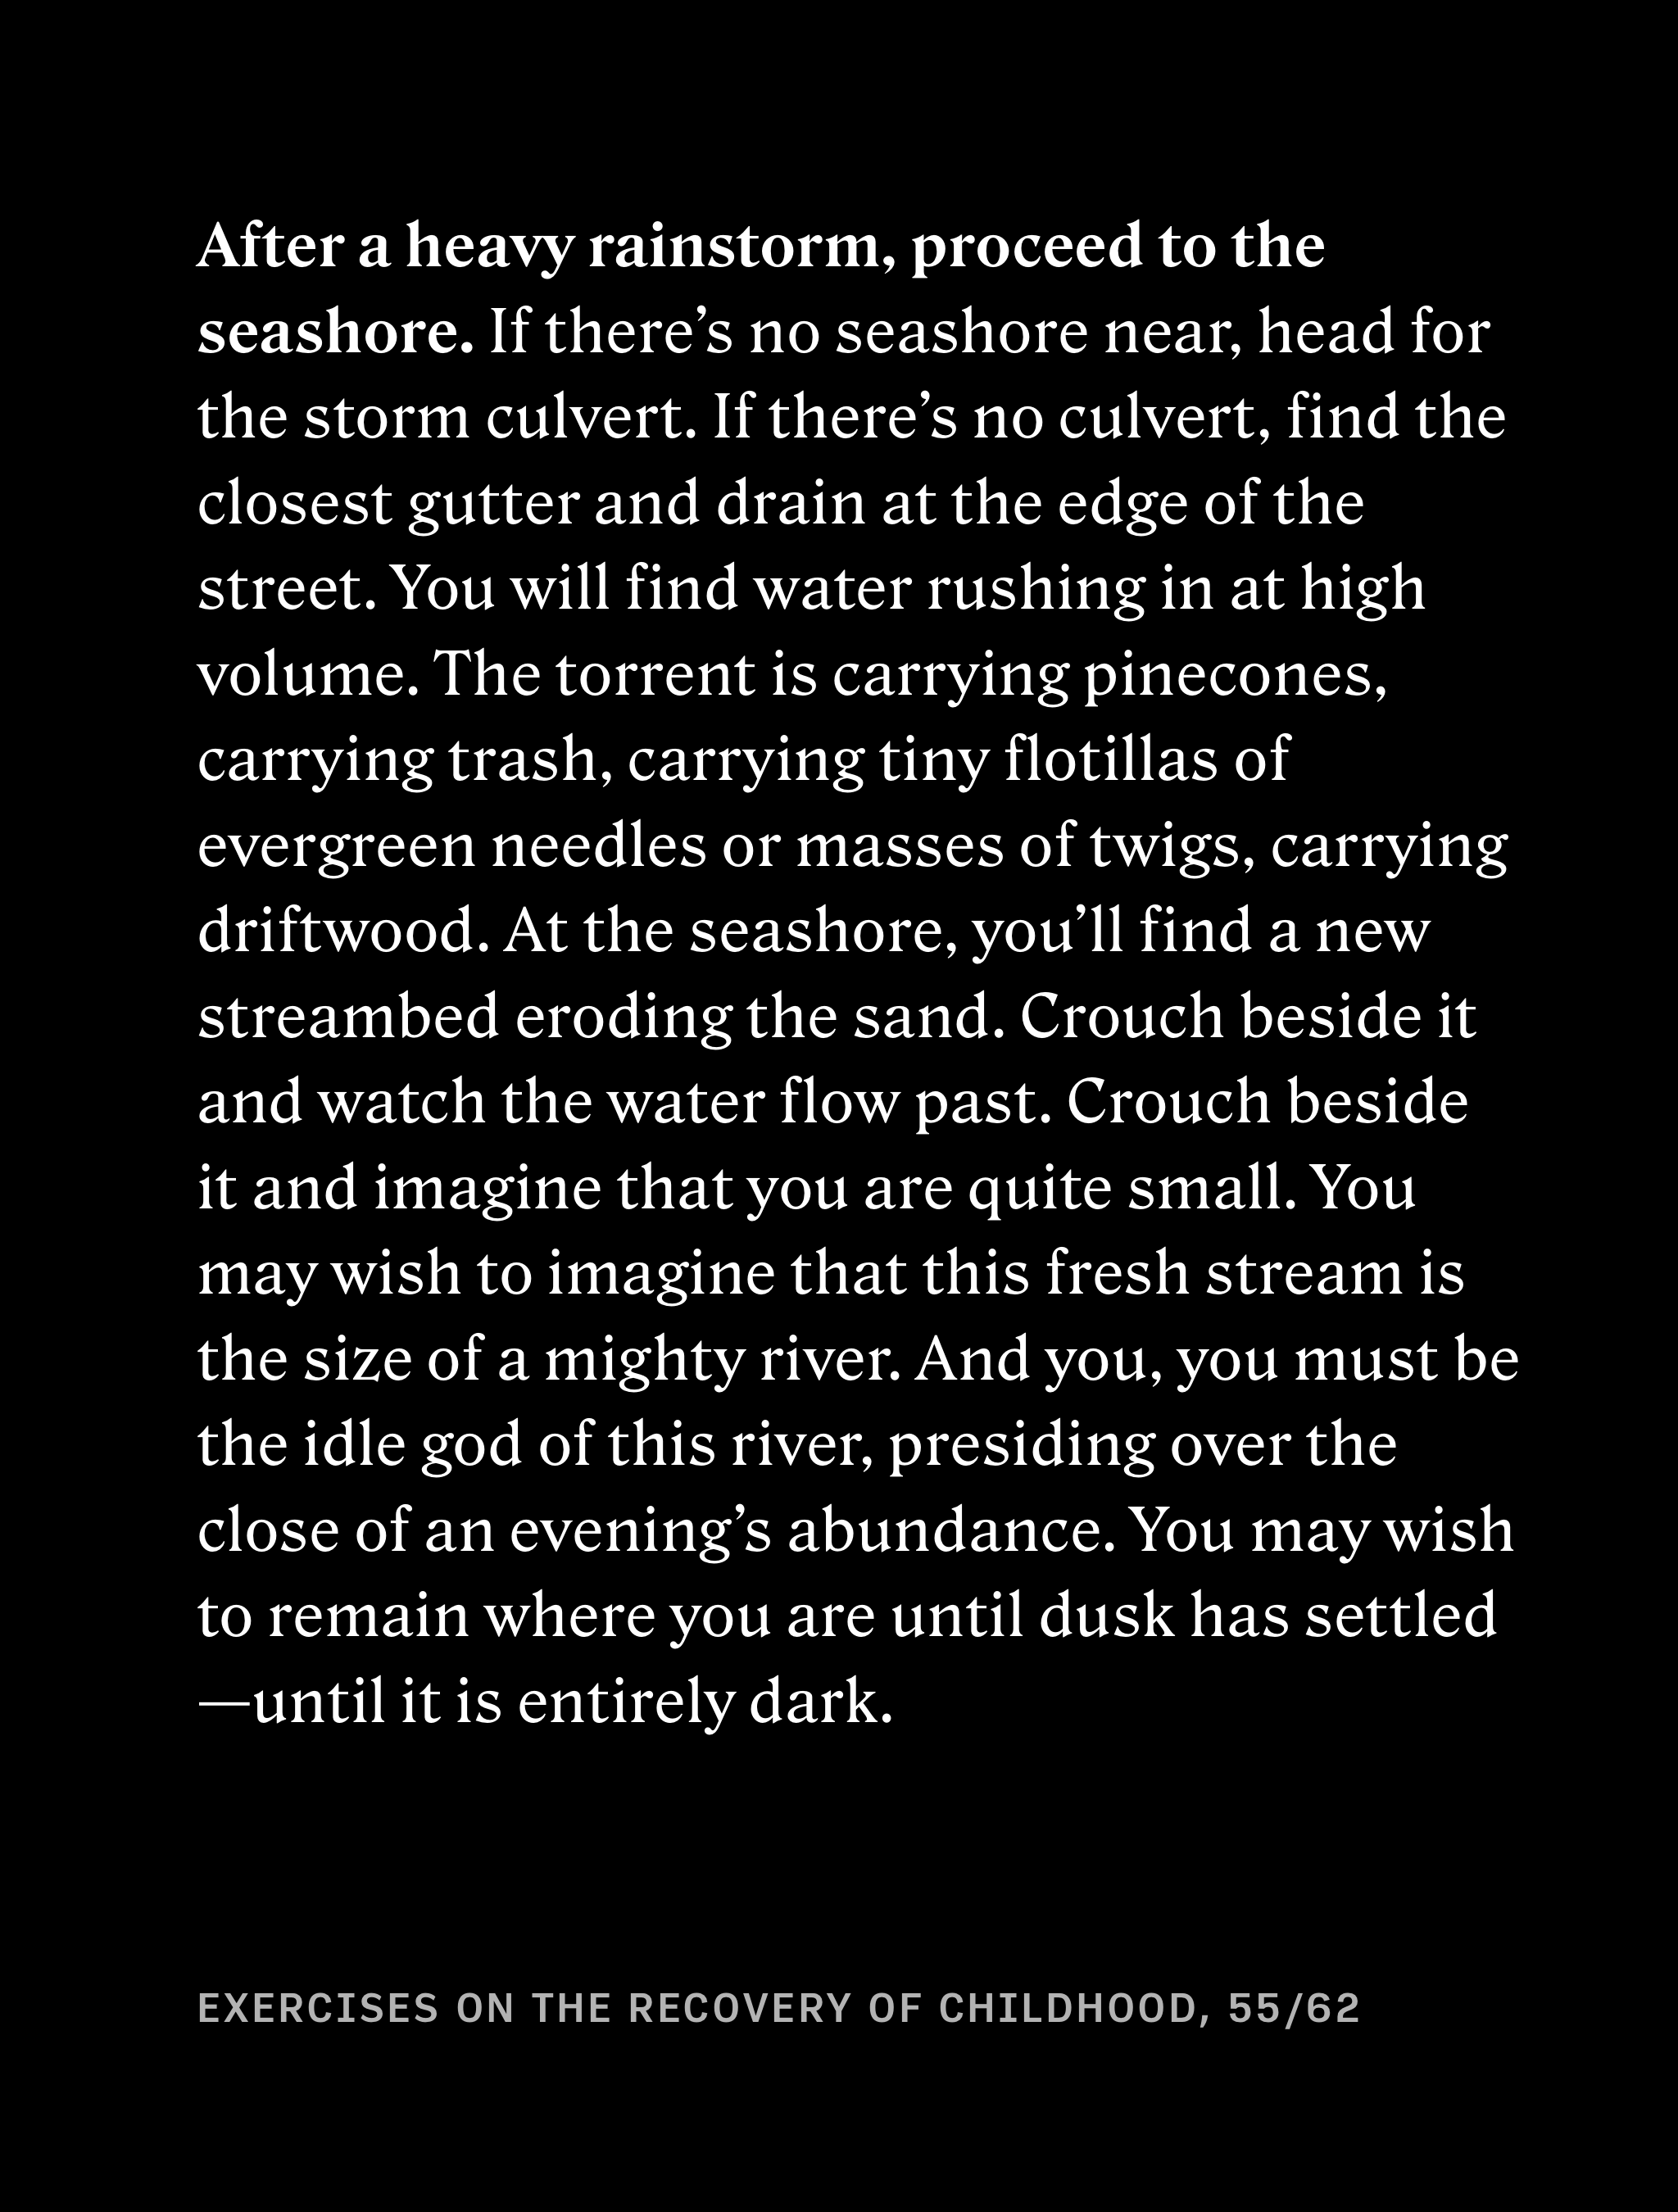 After a heavy rainstorm, proceed to the
seashore. If there’s no seashore near, head for
the storm culvert. If there’s no culvert, find the
closest gutter and drain at the edge of the
street. You will find water rushing in at high
volume. The torrent is carrying pinecones,
carrying trash, carrying tiny flotillas of
evergreen needles or masses of twigs, carrying
driftwood. At the seashore, you’ll find a new
streambed eroding the sand. Crouch beside it
and watch the water flow past. Crouch beside
it and imagine that you are quite small. You
may wish to imagine that this fresh stream is
the size of a mighty river. And you, you must be
the idle god of this river, presiding over the
close of an evening’s abundance. You may wish
to remain where you are until dusk has settled
—until it is entirely dark.
EXERCISES ON THE RECOVERY OF CHILDHOOD, 55/62